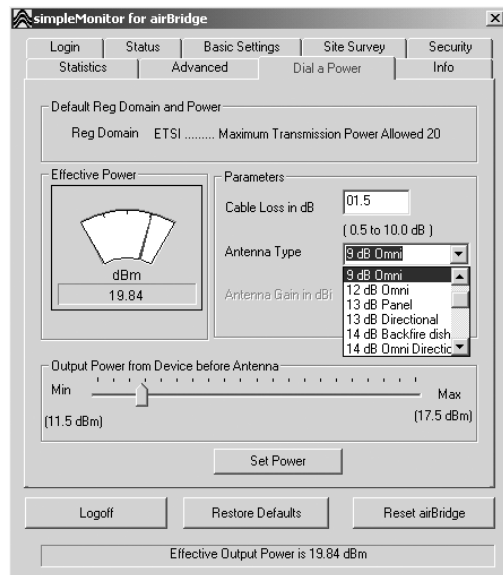 simpleMonitor for airBridge
Login Status Basic Settings Site Survey Security
Statistics Advanced Dial a Power Info
Default Reg Domain and Power
Reg Domain ETSI ......... Maximum Transmission Power Allowed 20
Effective Power
dBm
19.84
Parameters
Cable Loss in dB 01.5
( 0.5 to 10.0 dB )
Antenna Type 9 dB Omni
Antenna Gain in dBi
9 dB Omni
12 dB Omni
13 dB Panel
13 dB Directional
14 dB Backfire dish
14 dB Omni Directic
Output Power from Device before Antenna
Min Max
(11.5 dBm) (17.5 dBm)
Set Power
Logoff Restore Defaults Reset airBridge
Effective Output Power is 19.84 dBm